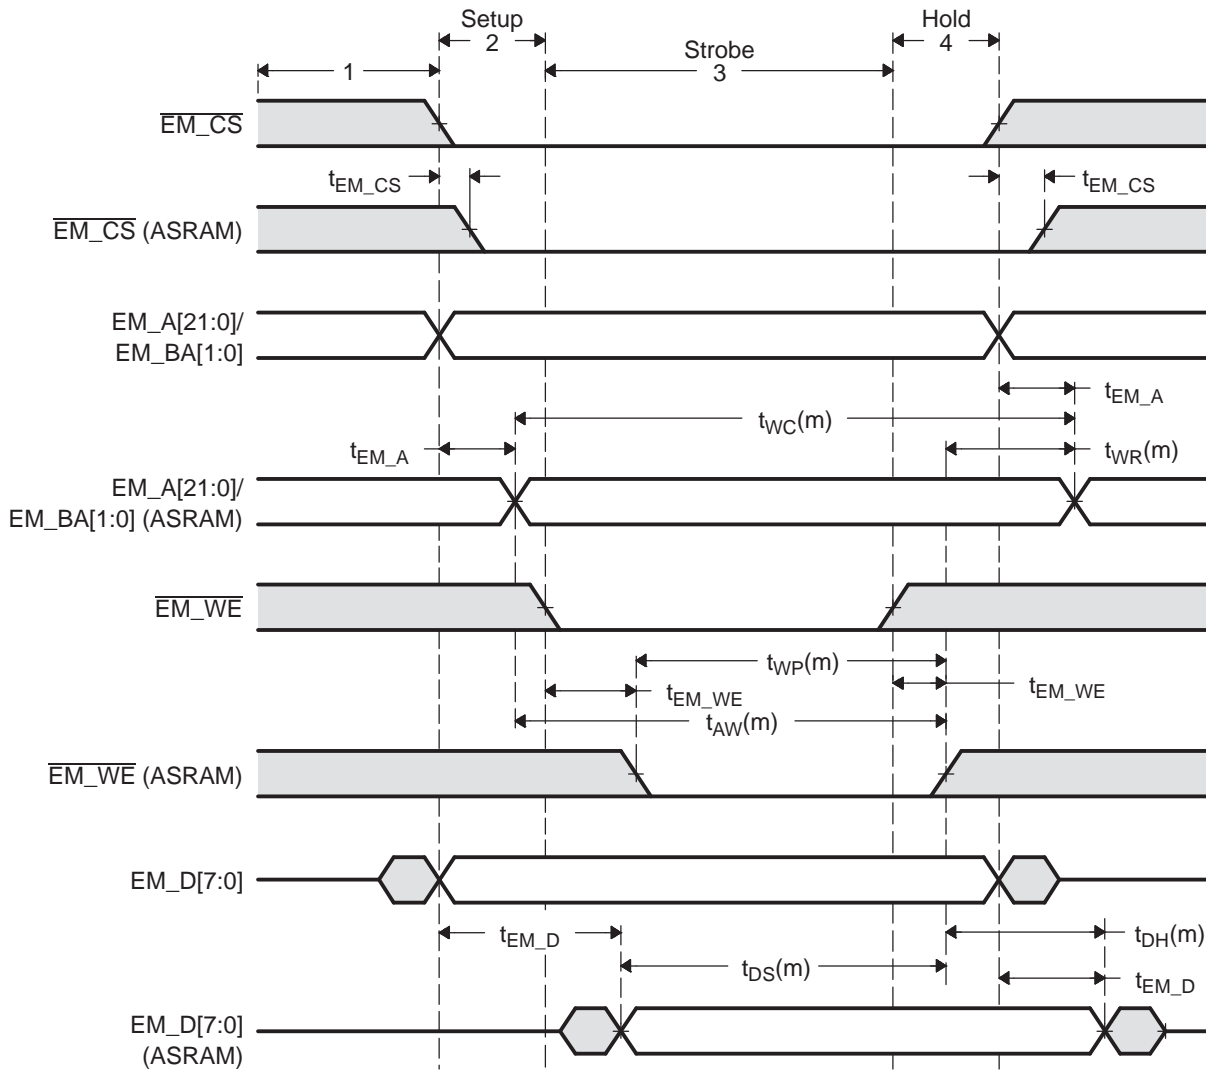 Setup
2
Hold
4
1
Strobe
3
EM_CS
tEM_CS
tEM_CS
EM_CS (ASRAM)
EM_A[21:0]/
EM_BA[1:0]
tEM_A
tWC(m)
tEM_A
tWR(m)
EM_A[21:0]/
EM_BA[1:0] (ASRAM)
EM_WE
tWP(m)
tEM_WE
tEM_WE
tAW(m)
EM_WE (ASRAM)
EM_D[7:0]
tEM_D
tDH(m)
tDS(m)
tEM_D
EM_D[7:0]
(ASRAM)